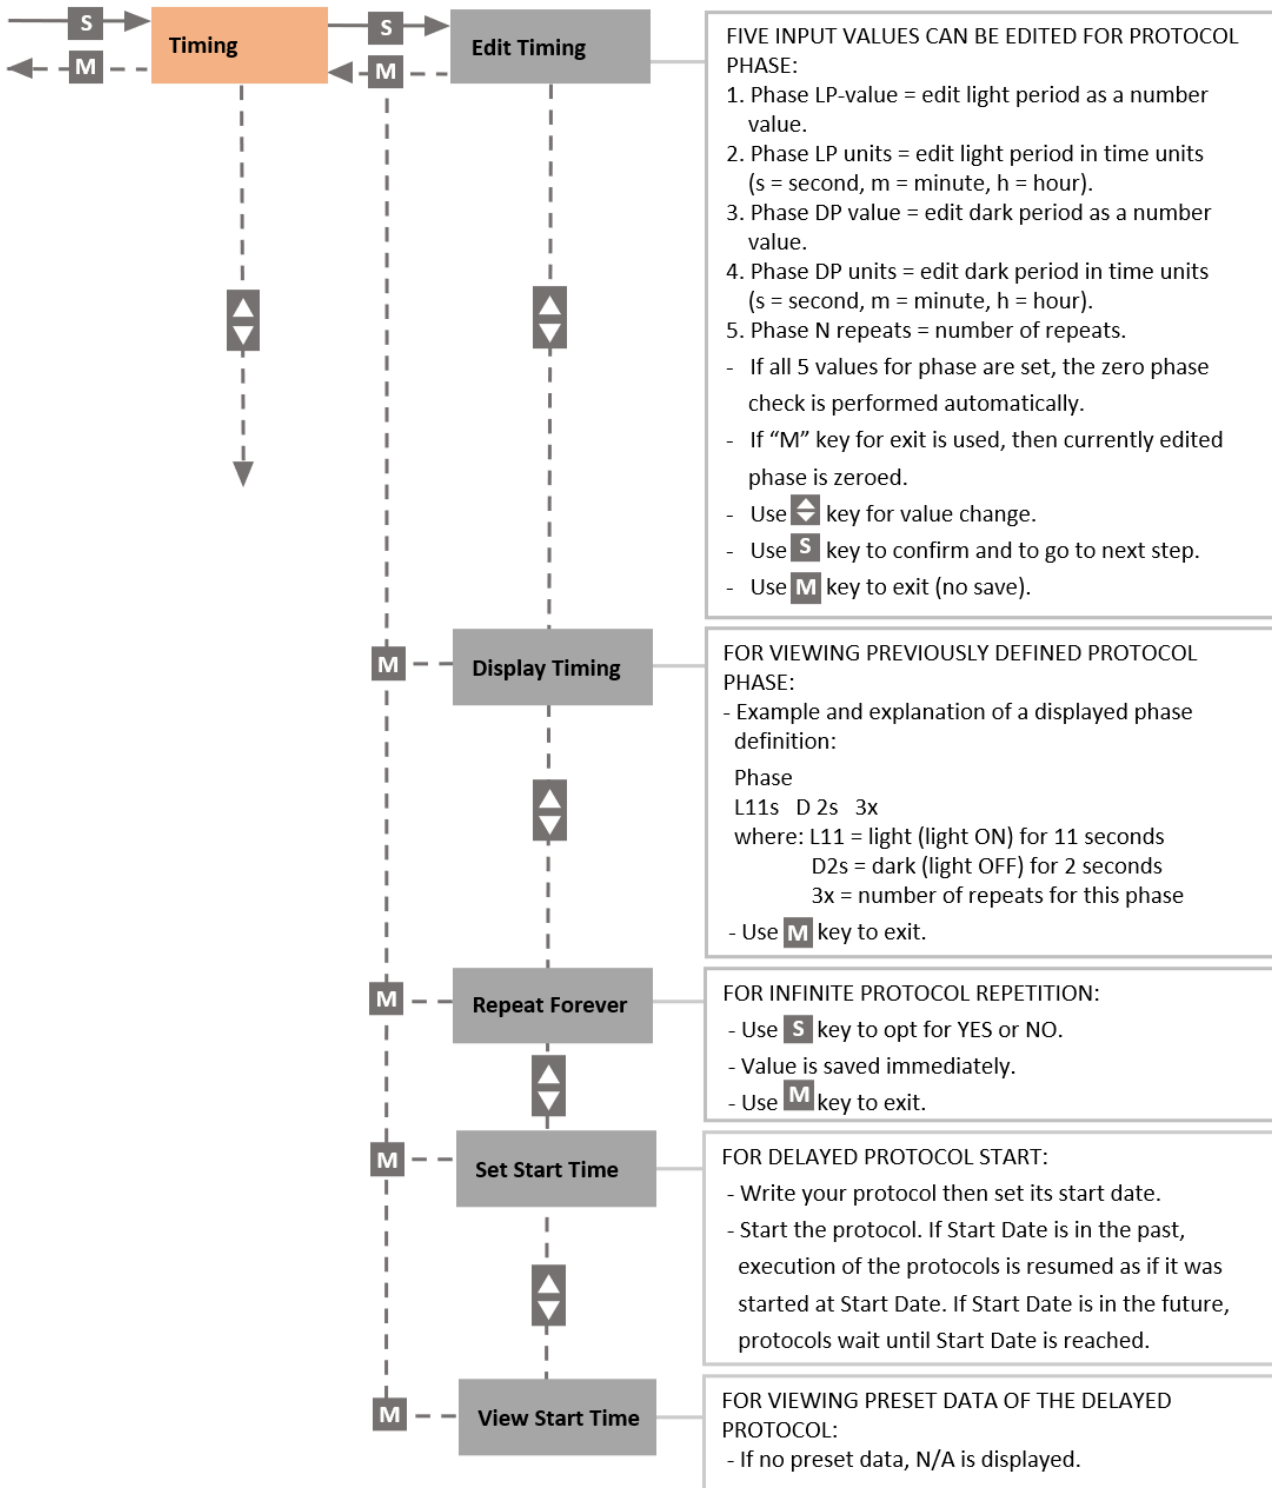 S
M
Timing
S
M
Edit Timing
FIVE INPUT VALUES CAN BE EDITED FOR PROTOCOL
PHASE:
1. Phase LP-value = edit light period as a number
value.
2. Phase LP units = edit light period in time units
(s = second, m = minute, h = hour).
3. Phase DP value = edit dark period as a number
value.
4. Phase DP units = edit dark period in time units
(s = second, m = minute, h = hour).
5. Phase N repeats = number of repeats.
- If all 5 values for phase are set, the zero phase
check is performed automatically.
- If “M” key for exit is used, then currently edited
phase is zeroed.
- Use key for value change.
- Use S key to confirm and to go to next step.
- Use M key to exit (no save).
M
Display Timing
FOR VIEWING PREVIOUSLY DEFINED PROTOCOL
PHASE:
- Example and explanation of a displayed phase
definition:
Phase
L11s D 2s 3x
where: L11 = light (light ON) for 11 seconds
D2s = dark (light OFF) for 2 seconds
3x = number of repeats for this phase
- Use M key to exit.
M
Repeat Forever
FOR INFINITE PROTOCOL REPETITION:
- Use S key to opt for YES or NO.
- Value is saved immediately.
- Use M key to exit.
M
Set Start Time
FOR DELAYED PROTOCOL START:
- Write your protocol then set its start date.
- Start the protocol. If Start Date is in the past,
execution of the protocols is resumed as if it was
started at Start Date. If Start Date is in the future,
protocols wait until Start Date is reached.
M
View Start Time
FOR VIEWING PRESET DATA OF THE DELAYED
PROTOCOL:
- If no preset data, N/A is displayed.